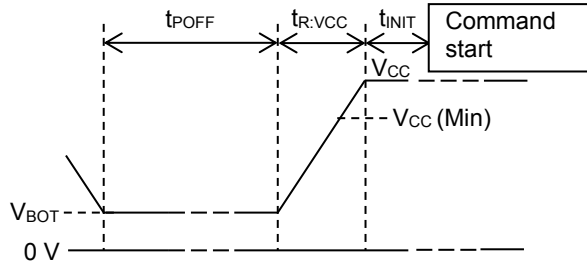 tPOFF tR:VCC tINIT Command
start
VCC
VCC (Min)
VBOT
0 V